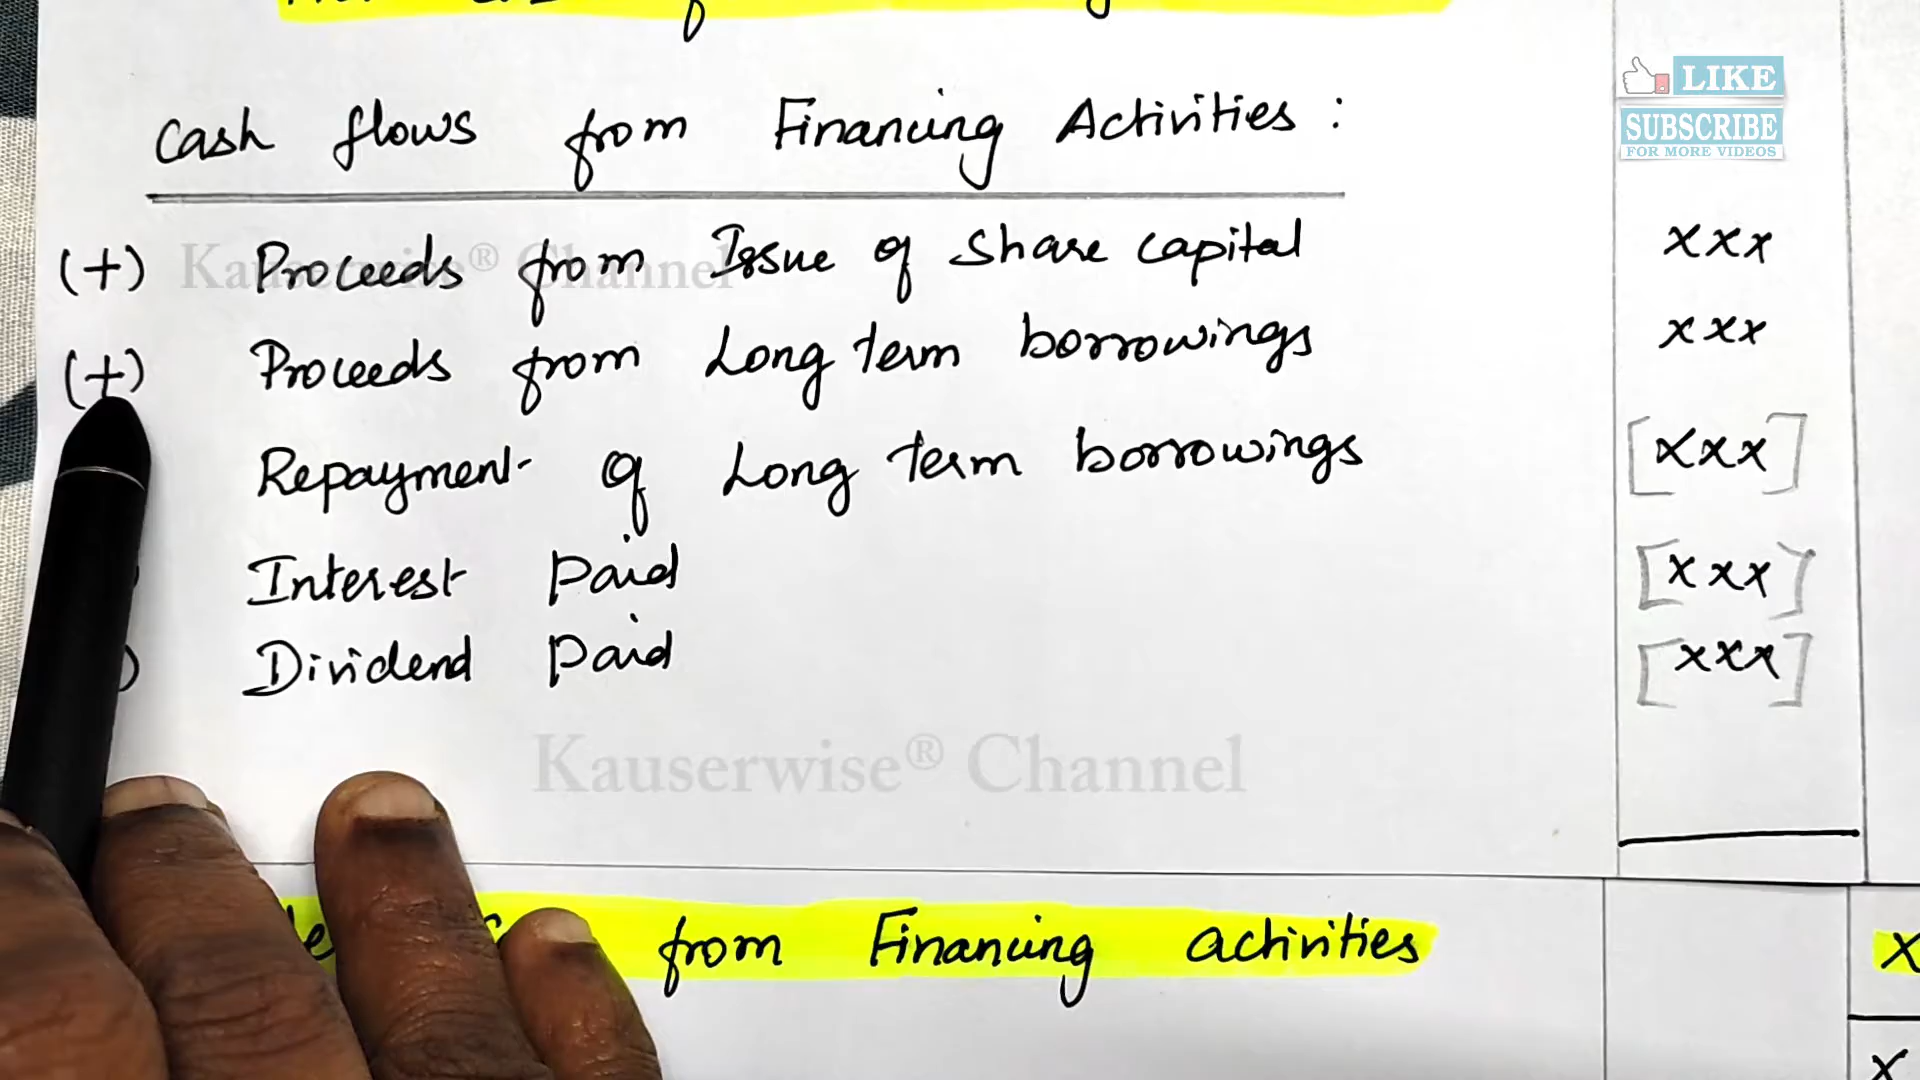 LIKE
SUBSCRIBE
FOR MORE VIDEOS
Cash flows from Financing Activities :
(+) Proceeds from Issue of Share Capital xxx
Kauserwise® Channel
(+) Proceeds from Long term borrowings xxx
Repayment of Long term borrowings [xxx]
Interest Paid [xxx]
Dividend Paid [xxx]
Kauserwise® Channel
from Financing activities x
x